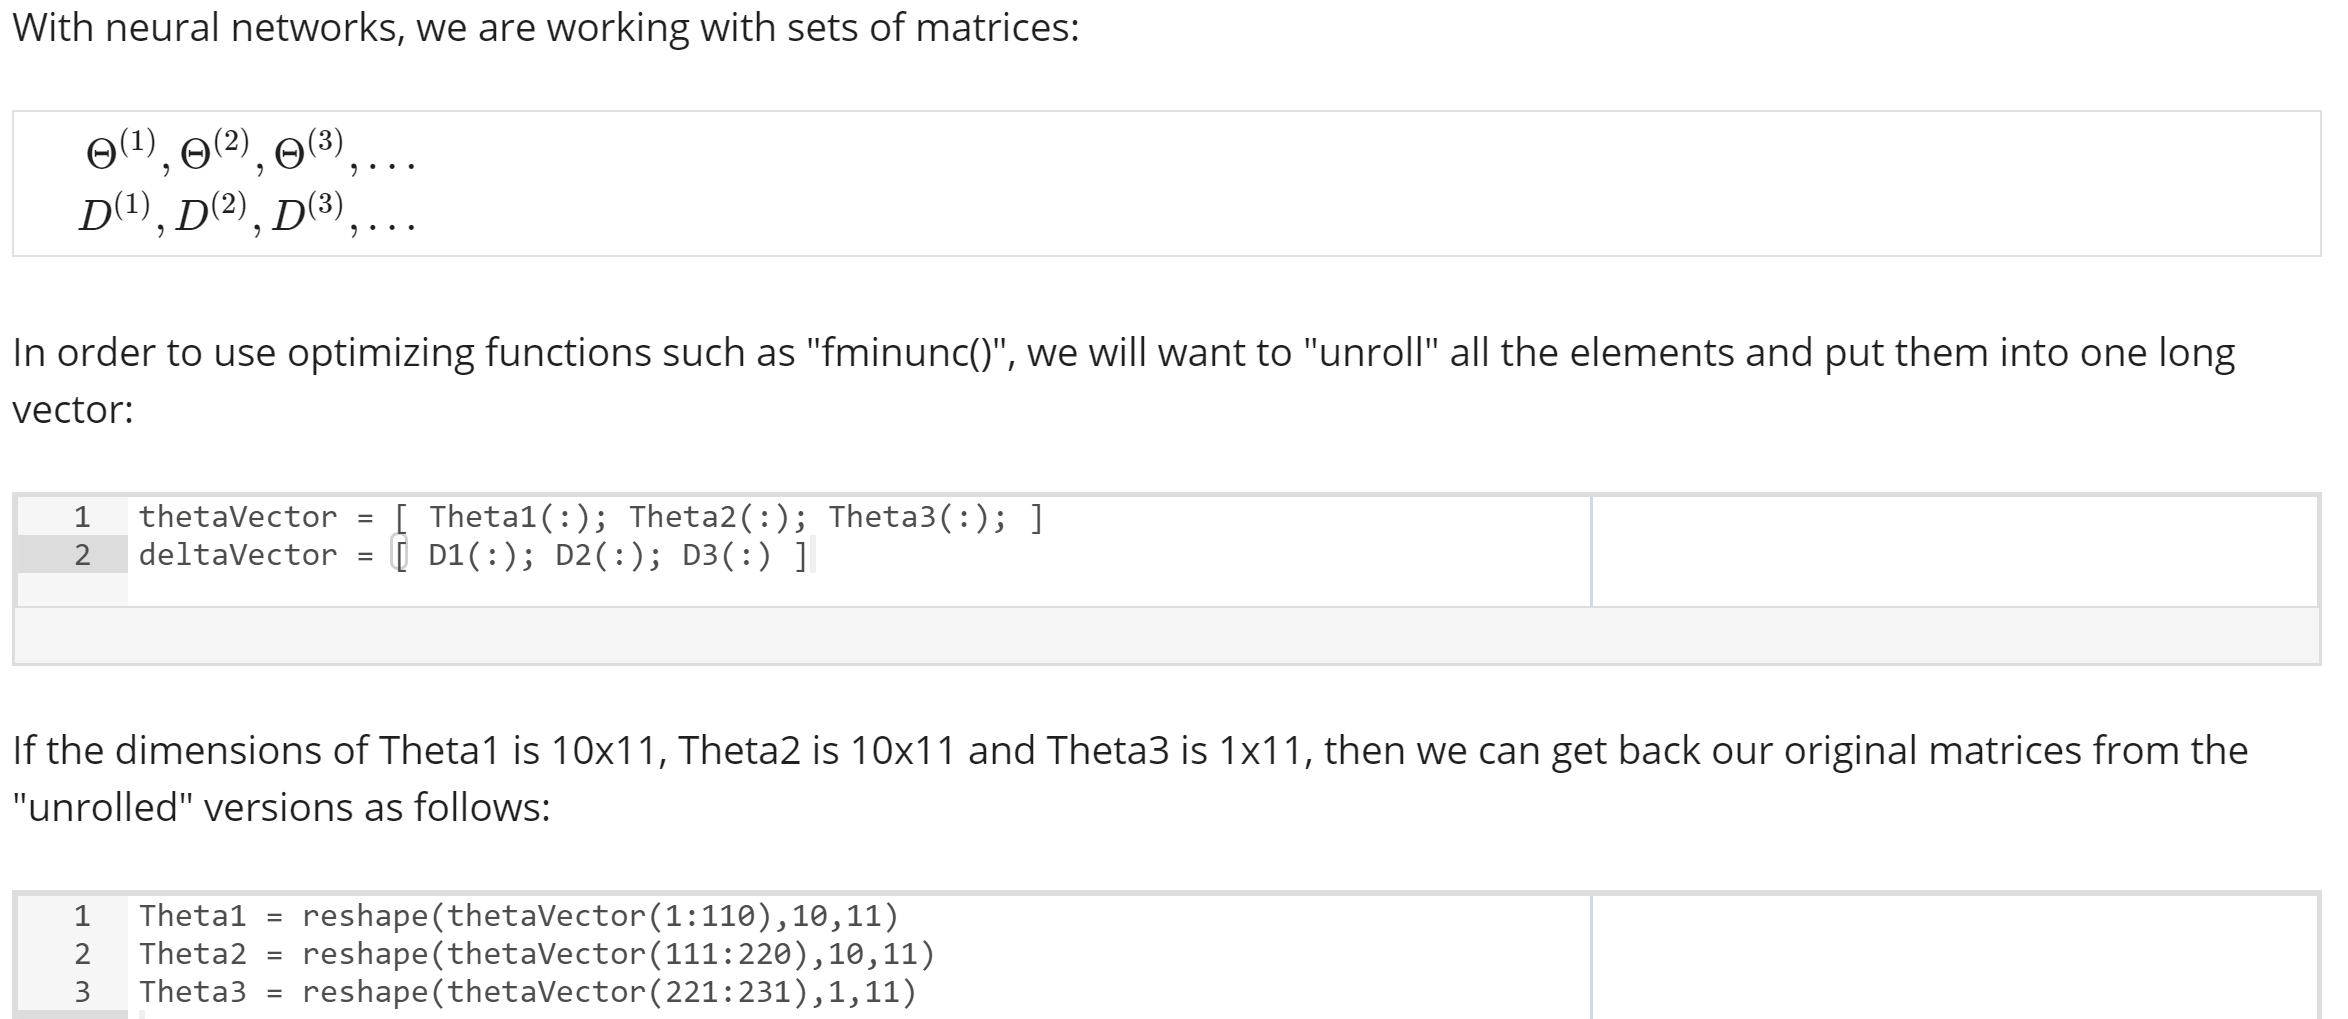 With neural networks, we are working with sets of matrices:
Θ^(1), Θ^(2), Θ^(3), ...
D^(1), D^(2), D^(3), ...
In order to use optimizing functions such as "fminunc()", we will want to "unroll" all the elements and put them into one long
vector:
1 thetaVector = [ Theta1(:); Theta2(:); Theta3(:); ]
2 deltaVector = [ D1(:); D2(:); D3(:) ]
If the dimensions of Theta1 is 10x11, Theta2 is 10x11 and Theta3 is 1x11, then we can get back our original matrices from the
"unrolled" versions as follows:
1 Theta1 = reshape(thetaVector(1:110),10,11)
2 Theta2 = reshape(thetaVector(111:220),10,11)
3 Theta3 = reshape(thetaVector(221:231),1,11)